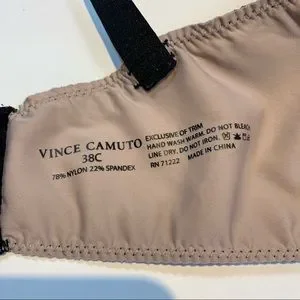 VINCE CAMUTO
38C
78% NYLON 22% SPANDEX
EXCLUSIVE OF TRIM
HAND WASH WARM. DO NOT BLEACH
LINE DRY. DO NOT IRON.
RN 71222 MADE IN CHINA